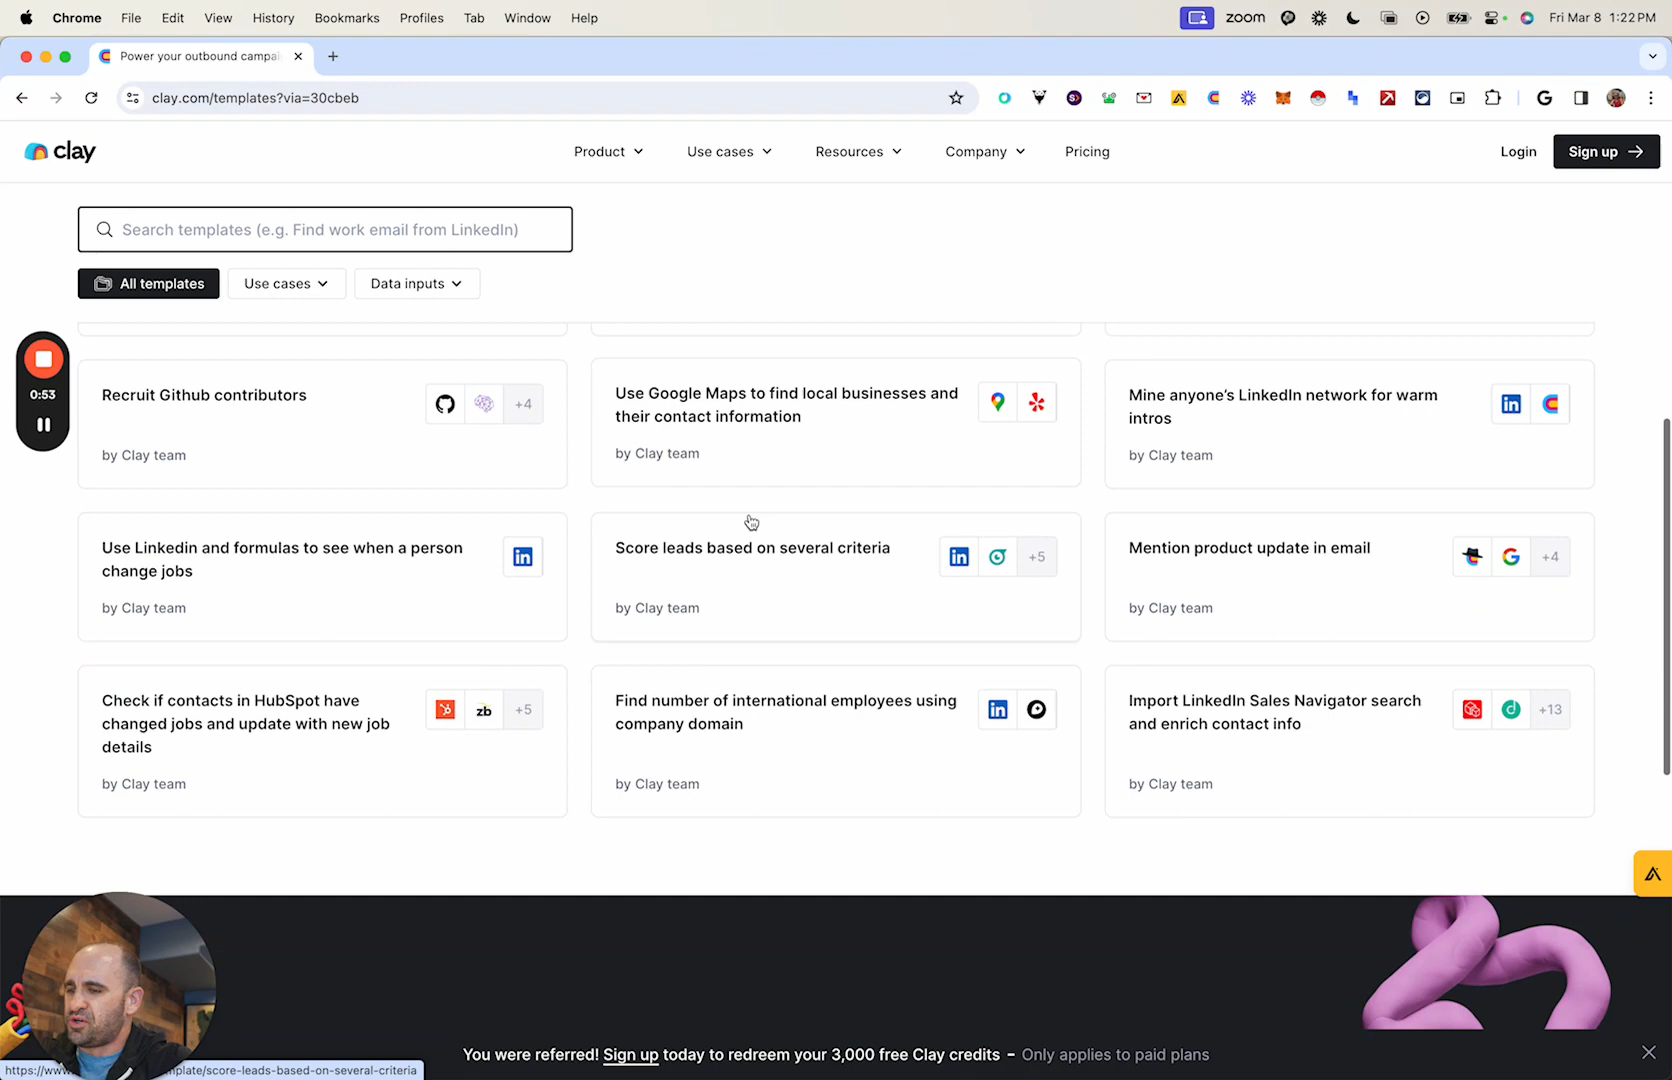 Chrome File Edit View History Bookmarks Profiles Tab Window Help
zoom Fri Mar 8 1:22 PM
Power your outbound campai
clay.com/templates?via=30cbeb
clay
Product Use cases Resources Company Pricing
Login Sign up
Search templates (e.g. Find work email from LinkedIn)
All templates Use cases Data inputs
0:53
Recruit Github contributors
+4
by Clay team
Use Google Maps to find local businesses and
their contact information
by Clay team
Mine anyone’s LinkedIn network for warm
intros
by Clay team
Use Linkedin and formulas to see when a person
change jobs
by Clay team
Score leads based on several criteria
+5
by Clay team
Mention product update in email
+4
by Clay team
Check if contacts in HubSpot have
changed jobs and update with new job
details
zb +5
by Clay team
Find number of international employees using
company domain
by Clay team
Import LinkedIn Sales Navigator search
and enrich contact info
+13
by Clay team
You were referred! Sign up today to redeem your 3,000 free Clay credits – Only applies to paid plans
https://www mplate/score-leads-based-on-several-criteria